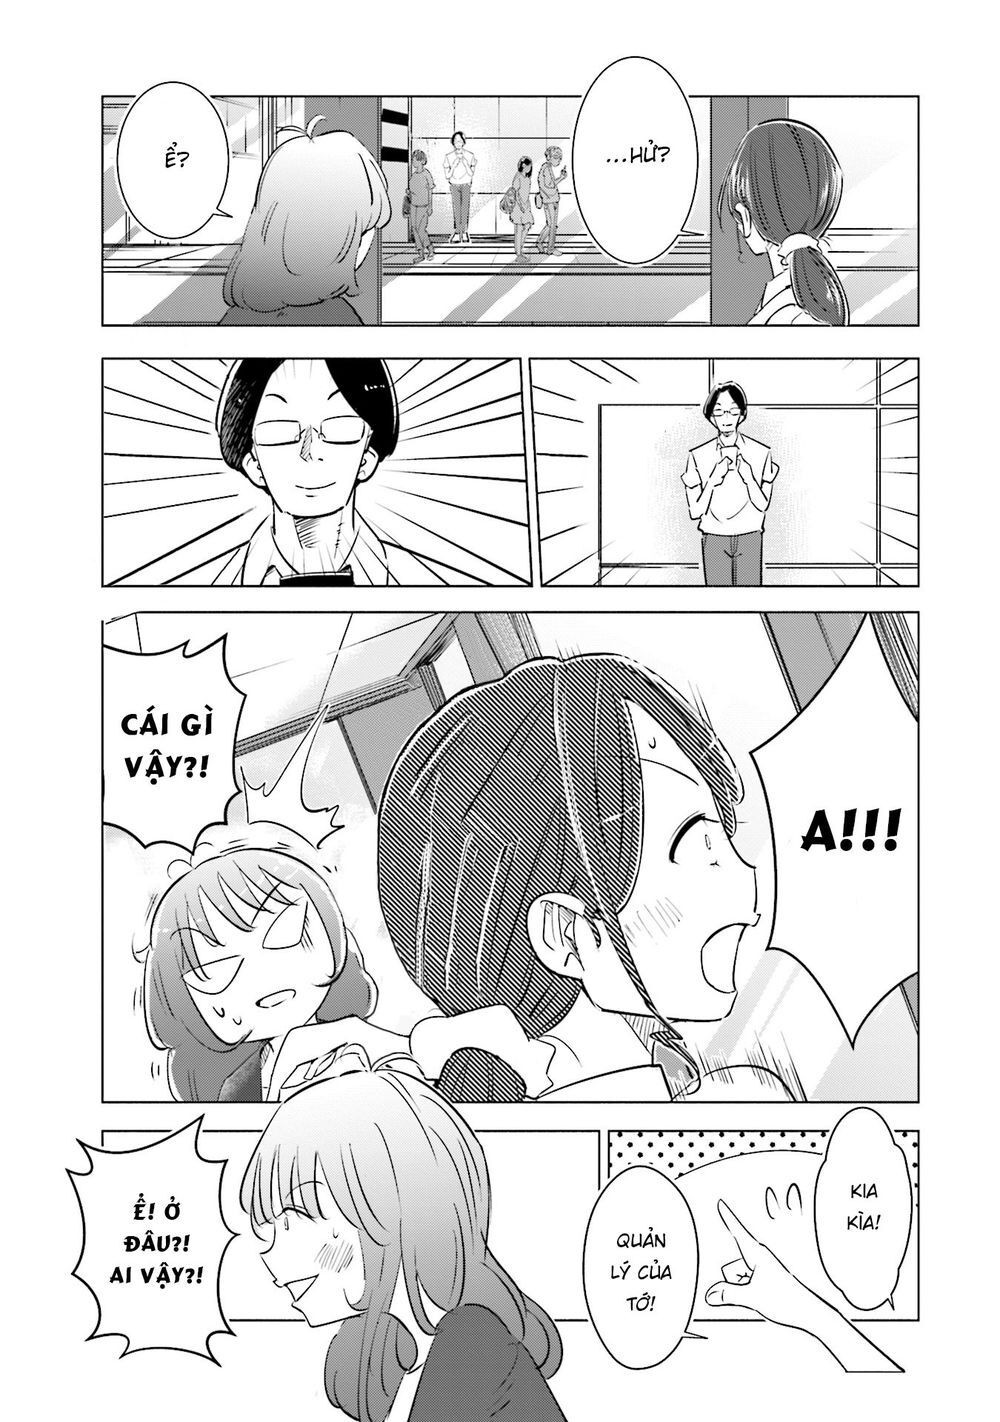 ...HỬ?
Ể?
A!!!
CÁI GÌ
VẬY?!
KIA
KÌA!
QUẢN
LÝ CỦA
TỚ!
Ể! Ở
ĐÂU?!
AI VẬY?!